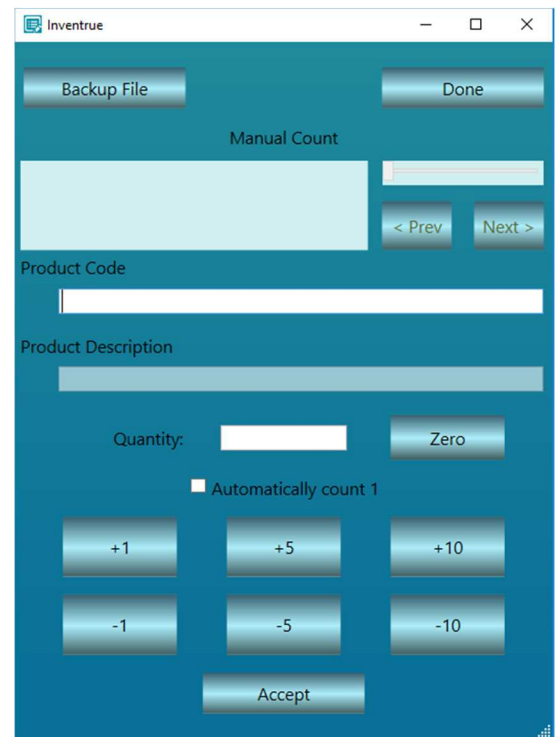 Inventrue
Backup File
Done
Manual Count
< Prev
Next >
Product Code
Product Description
Quantity:
Zero
Automatically count 1
+1
+5
+10
-1
-5
-10
Accept